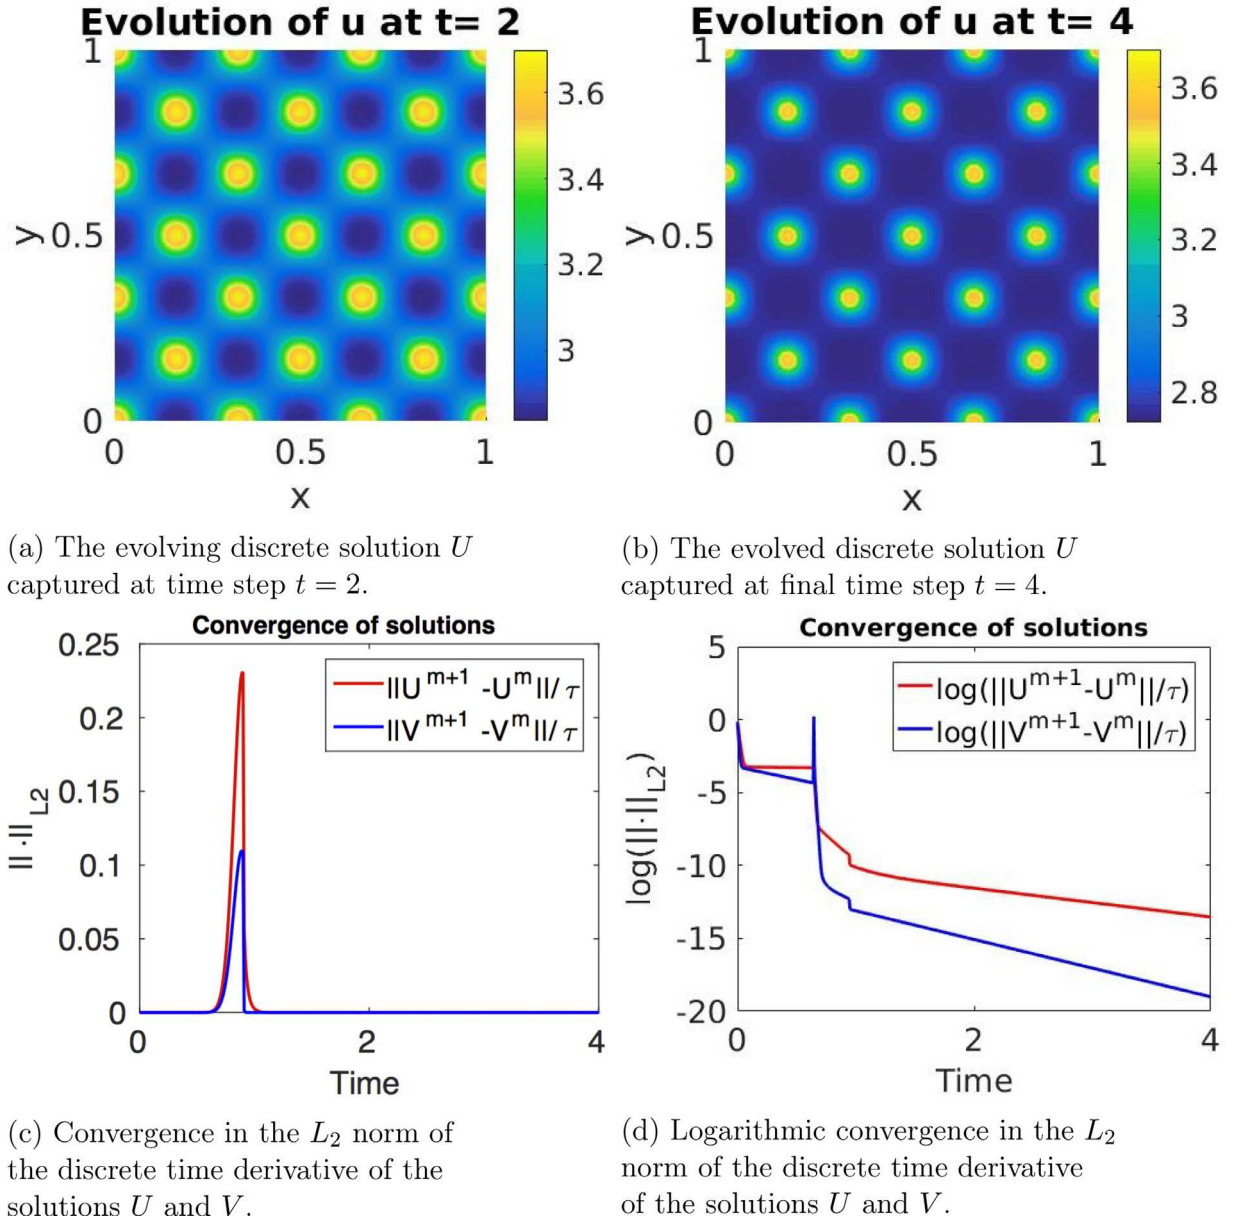 Evolution of u at t= 2
1
y 0.5
0
0 0.5 1
x
3.6
3.4
3.2
3
Evolution of u at t= 4
1
y 0.5
0
0 0.5 1
x
3.6
3.4
3.2
3
2.8
(a) The evolving discrete solution U
captured at time step t = 2.
(b) The evolved discrete solution U
captured at final time step t = 4.
Convergence of solutions
0.25
0.2
0.15
0.1
0.05
0
|| ·||L2
||U^m+1 -U^m||/ τ
||V^m+1 -V^m||/ τ
0 2 4
Time
Convergence of solutions
5
0
-5
-10
-15
-20
log(||·||L2)
log(||U^m+1-U^m||/τ)
log(||V^m+1-V^m||/τ)
0 2 4
Time
(c) Convergence in the L2 norm of
the discrete time derivative of the
solutions U and V.
(d) Logarithmic convergence in the L2
norm of the discrete time derivative
of the solutions U and V.